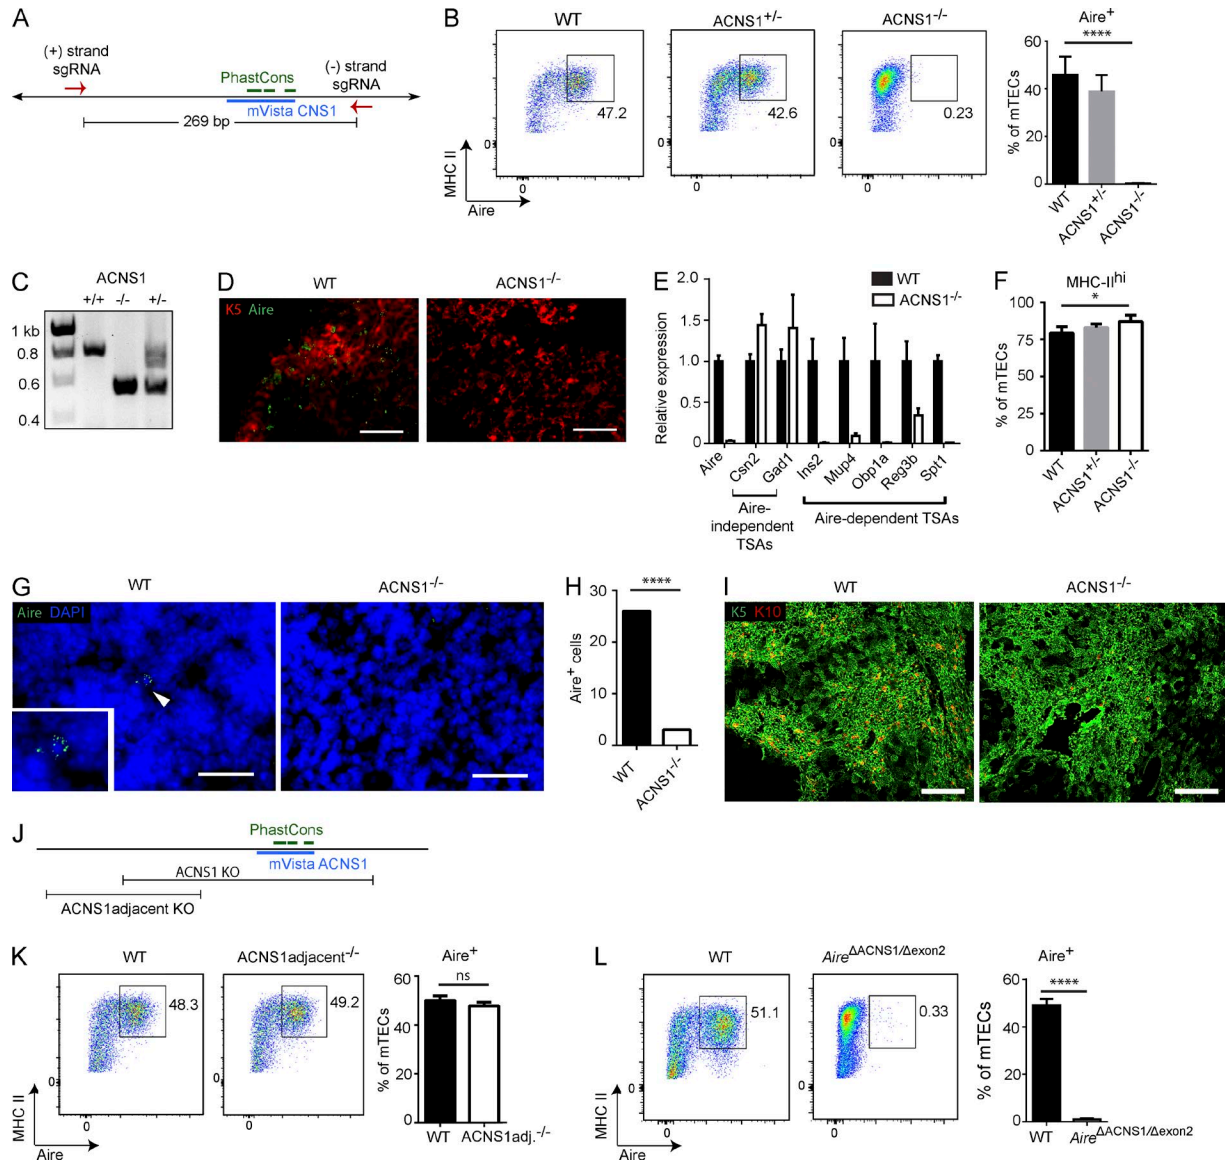 A
(+) strand
sgRNA
PhastCons
(-) strand
sgRNA
mVista CNS1
269 bp
B
WT
ACNS1+/-
ACNS1-/-
47.2
42.6
0.23
0
0
0
0
0
0
MHC II
Aire
Aire+
****
60
40
20
0
% of mTECs
WT
ACNS1+/-
ACNS1-/-
C
ACNS1
+/+ -/- +/-
1 kb
0.8
0.6
0.4
D
WT
ACNS1-/-
K5 Aire
E
WT
ACNS1-/-
2.0
1.5
1.0
0.5
0
Relative expression
Aire
Csn2
Gad1
Ins2
Mup4
Obp1a
Reg3b
Spt1
Aire-
independent
TSAs
Aire-dependent TSAs
F
MHC-IIhi
*
100
75
50
25
0
% of mTECs
WT
ACNS1+/-
ACNS1-/-
G
WT
ACNS1-/-
Aire DAPI
H
****
30
20
10
0
Aire+ cells
WT
ACNS1-/-
I
WT
ACNS1-/-
K5 K10
J
PhastCons
mVista ACNS1
ACNS1 KO
ACNS1adjacent KO
K
WT
ACNS1adjacent-/-
48.3
49.2
0
0
0
0
MHC II
Aire
Aire+
ns
60
40
20
0
% of mTECs
WT
ACNS1adj.-/-
L
WT
AireΔACNS1/Δexon2
51.1
0.33
0
0
0
0
MHC II
Aire
Aire+
****
60
40
20
0
% of mTECs
WT
AireΔACNS1/Δexon2